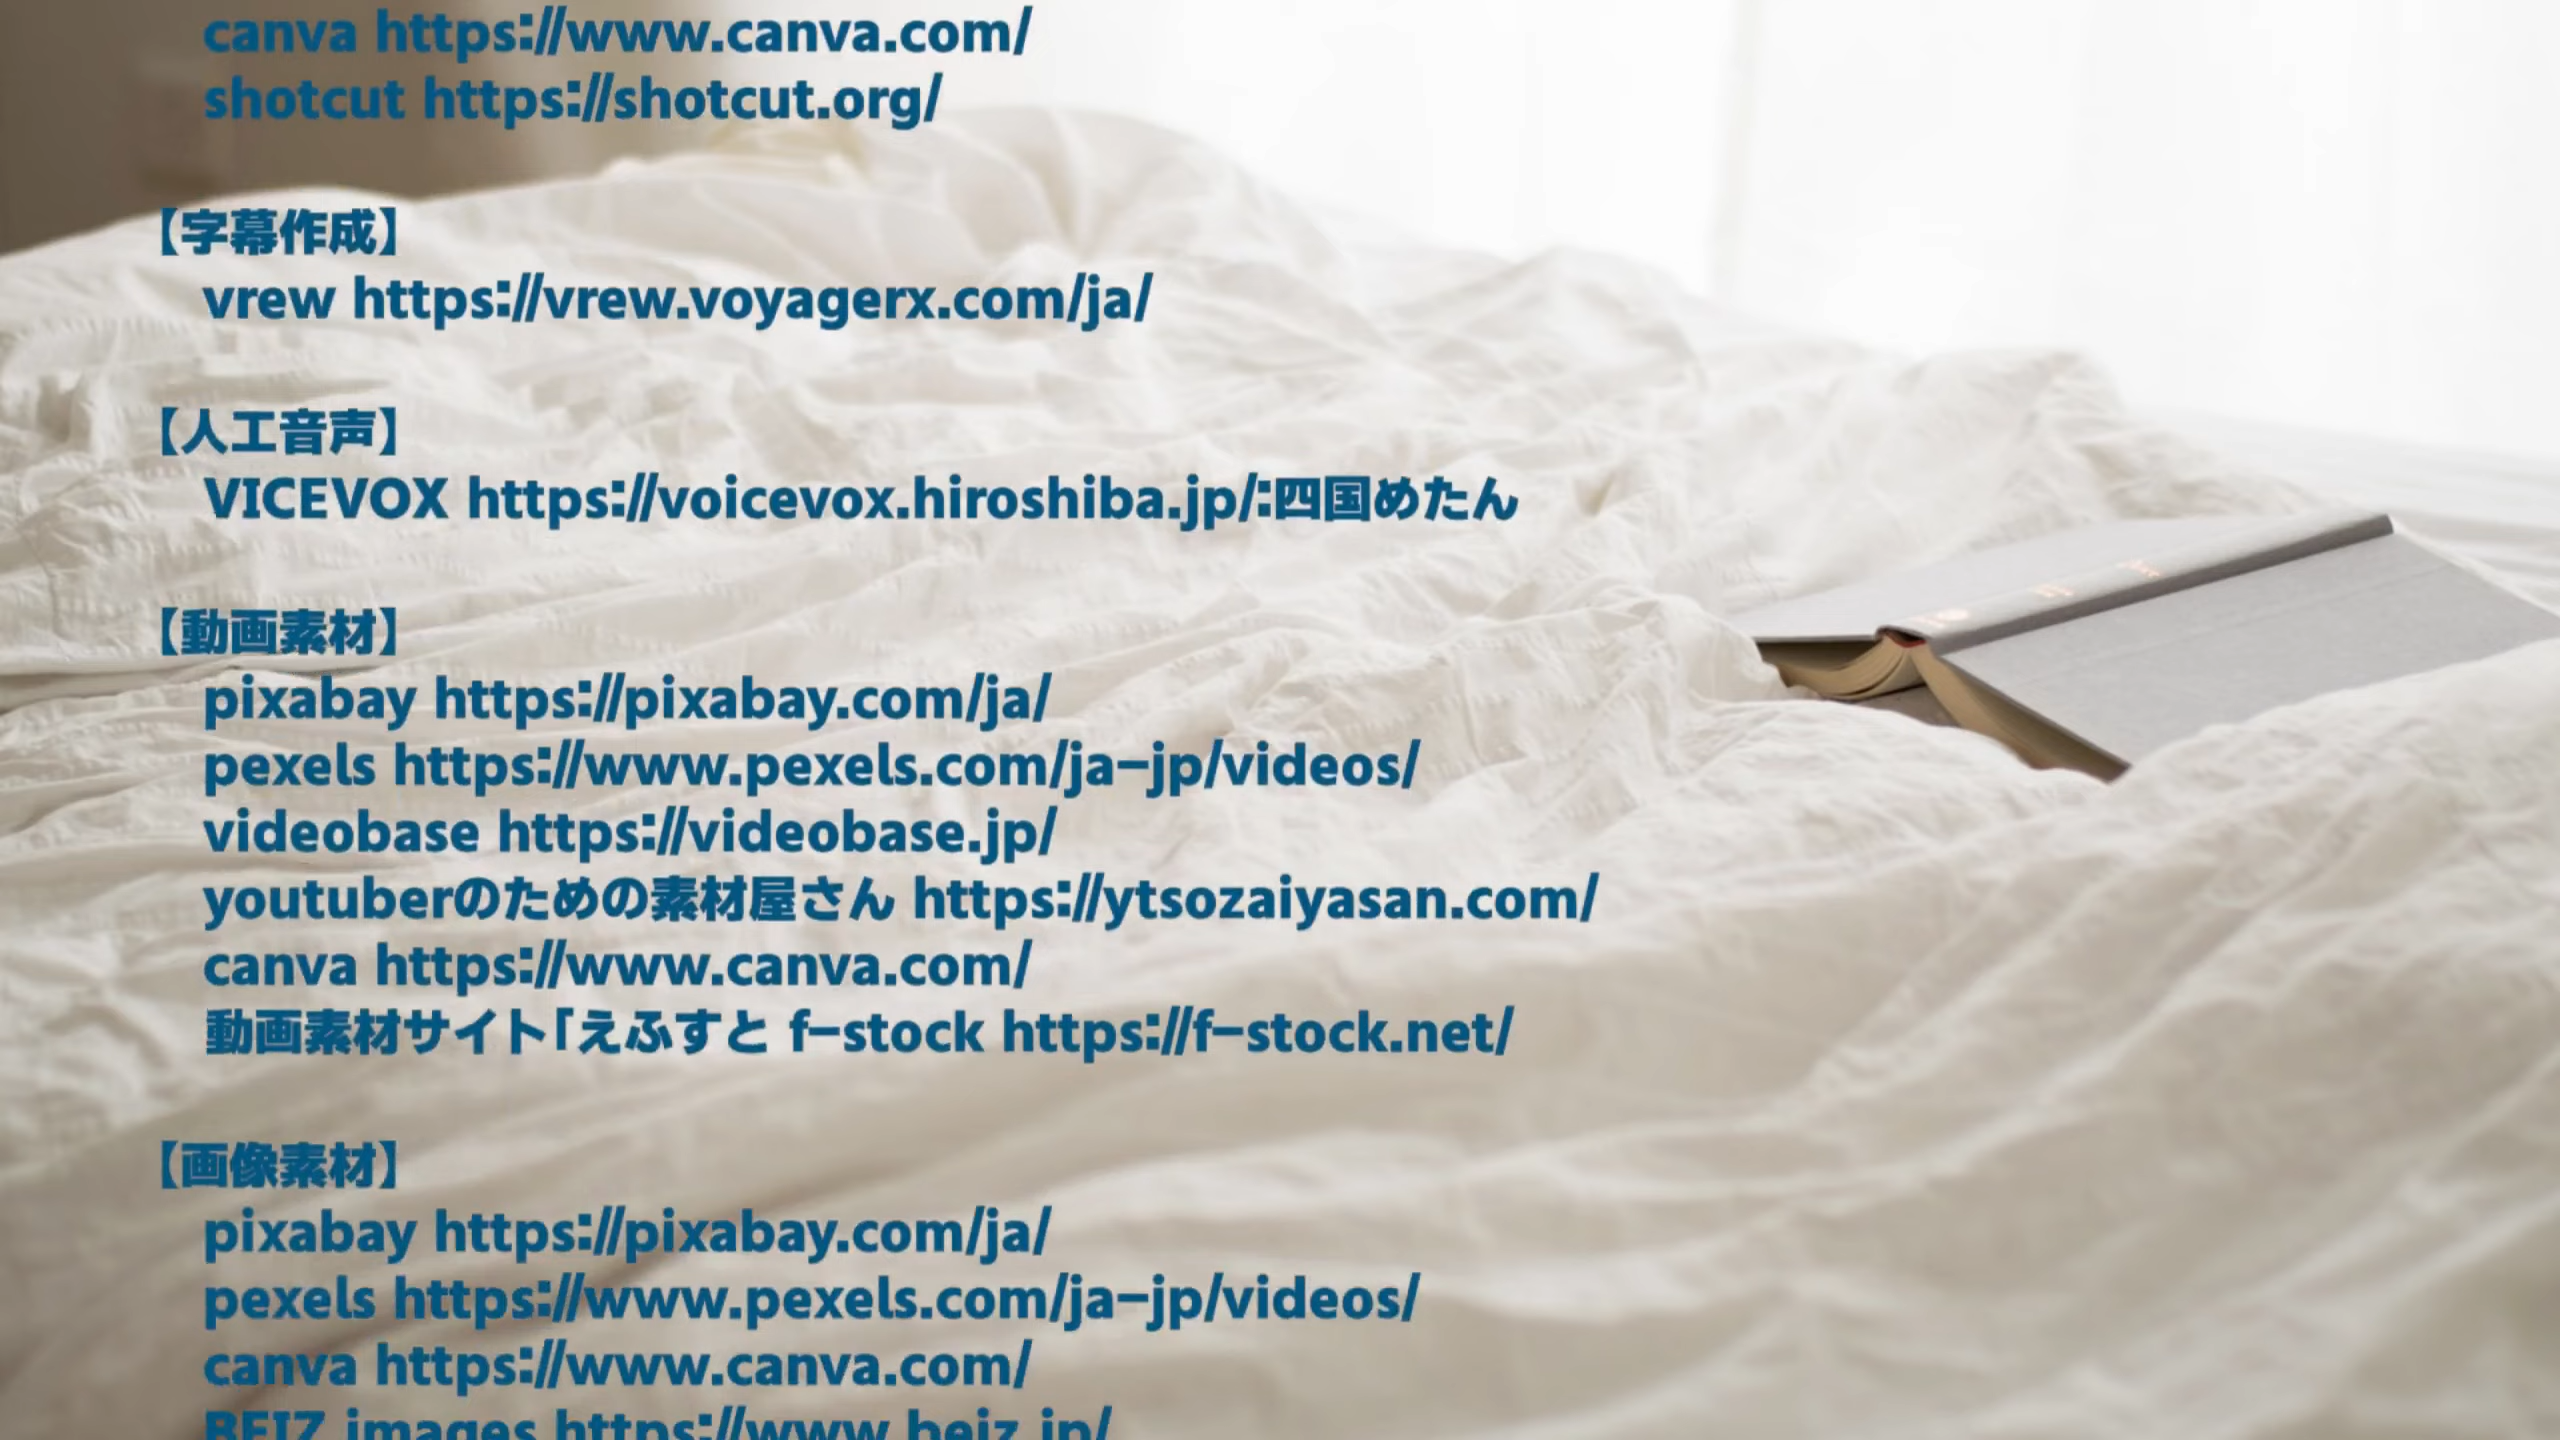 canva https://www.canva.com/
shotcut https://shotcut.org/
【字幕作成】
vrew https://vrew.voyagerx.com/ja/
【人工音声】
VICEVOX https://voicevox.hiroshiba.jp/:四国めたん
【動画素材】
pixabay https://pixabay.com/ja/
pexels https://www.pexels.com/ja-jp/videos/
videobase https://videobase.jp/
youtuberのための素材屋さん https://ytsozaiyasan.com/
canva https://www.canva.com/
動画素材サイト「えふすと f-stock https://f-stock.net/
【画像素材】
pixabay https://pixabay.com/ja/
pexels https://www.pexels.com/ja-jp/videos/
canva https://www.canva.com/
BEIZ images https://www.beiz.jp/